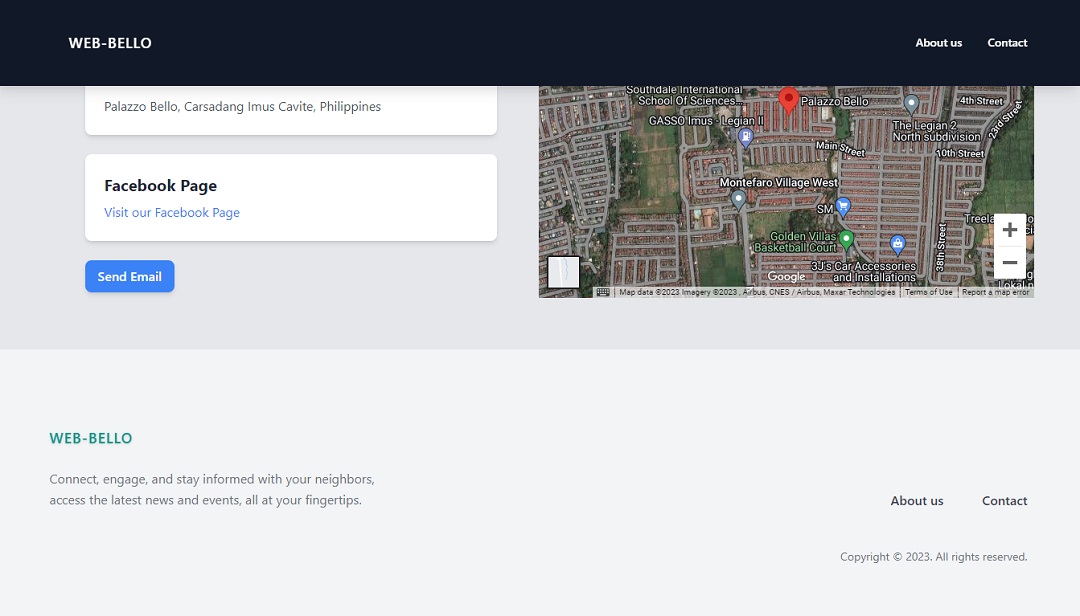 WEB-BELLO
About us
Contact
Palazzo Bello, Carsadang Imus Cavite, Philippines
Facebook Page
Visit our Facebook Page
Send Email
Southdale International
School Of Sciences...
Palazzo Bello
GASSO Imus - Legian II
The Legian 2
North subdivision
4th Street
23rd Street
Main Street
10th Street
Montefaro Village West
SM
Golden Villas
Basketball Court
38th Street
3J's Car Accessories
and Installations
Google
Map data ©2023 Imagery ©2023 , Airbus, CNES / Airbus, Maxar Technologies
Terms of Use
Report a map error
WEB-BELLO
Connect, engage, and stay informed with your neighbors,
access the latest news and events, all at your fingertips.
About us
Contact
Copyright © 2023. All rights reserved.